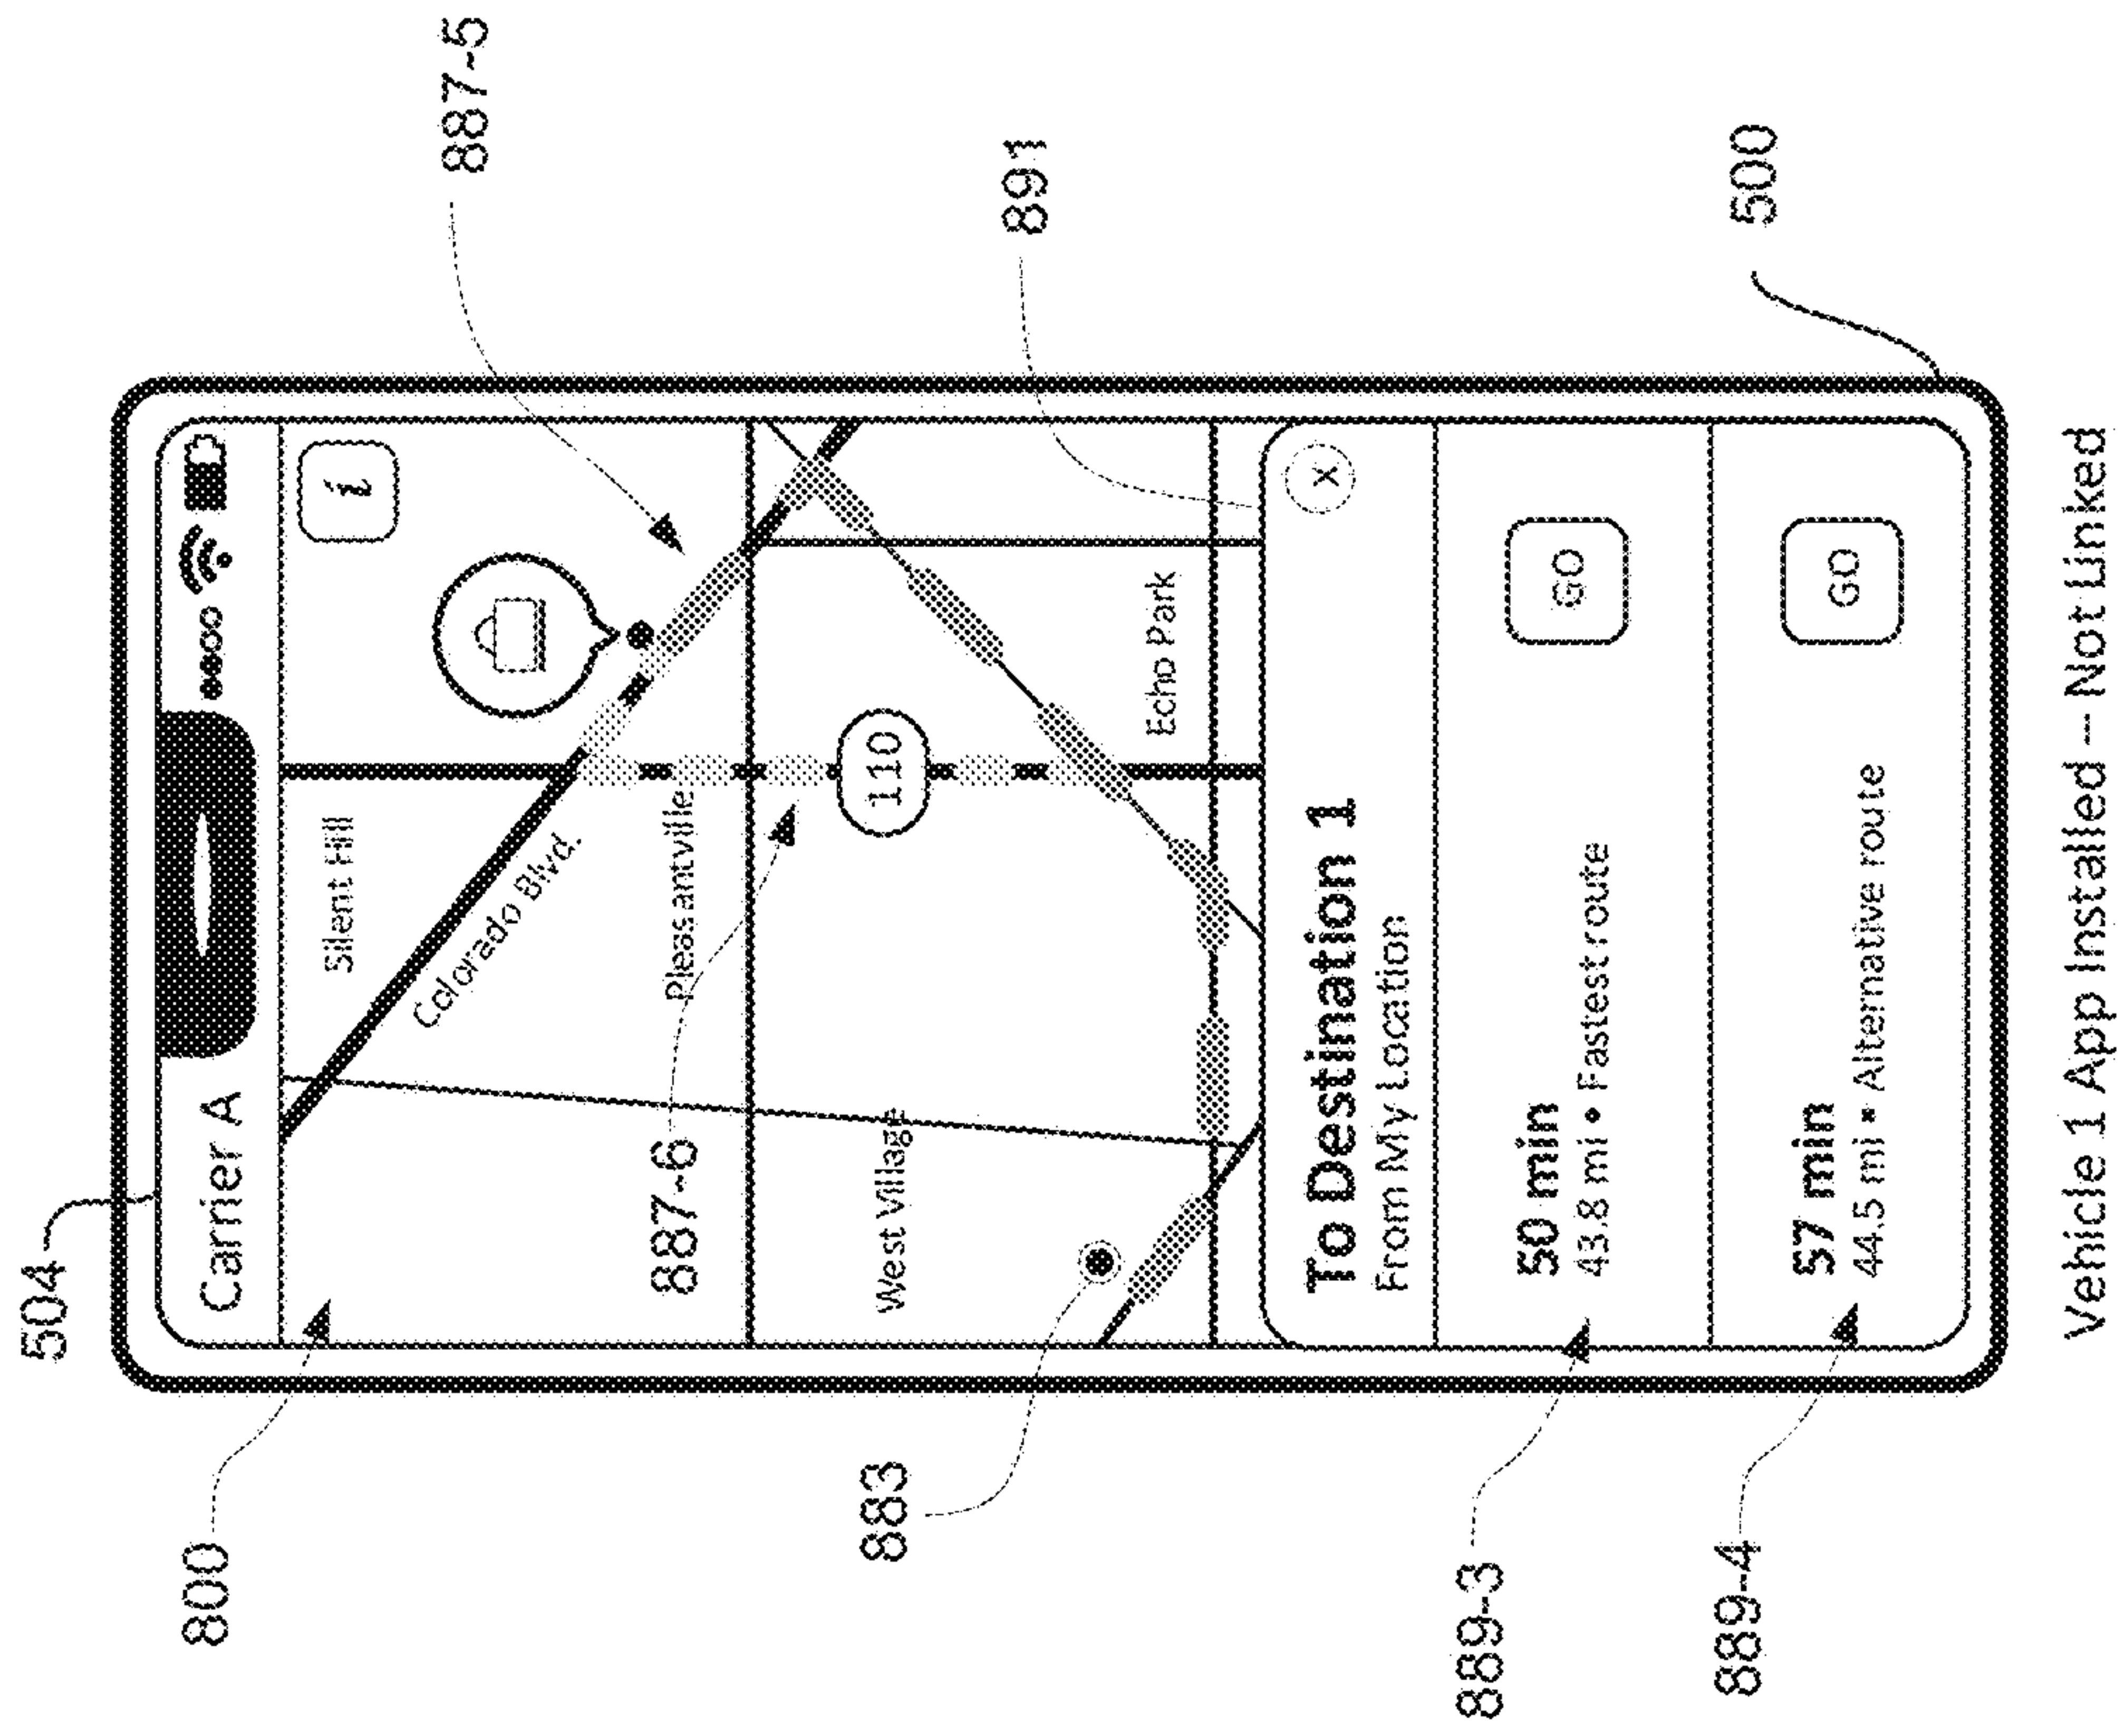 504
Carrier A
800
i
887-5
Silent Hill
Colorado Blvd.
Pleasantville
887-6
110
West Village
883
Echo Park
891
To Destination 1
From My Location
X
50 min
43.8 mi • Fastest route
GO
889-3
57 min
44.5 mi • Alternative route
GO
889-4
500
Vehicle 1 App Installed – Not Linked